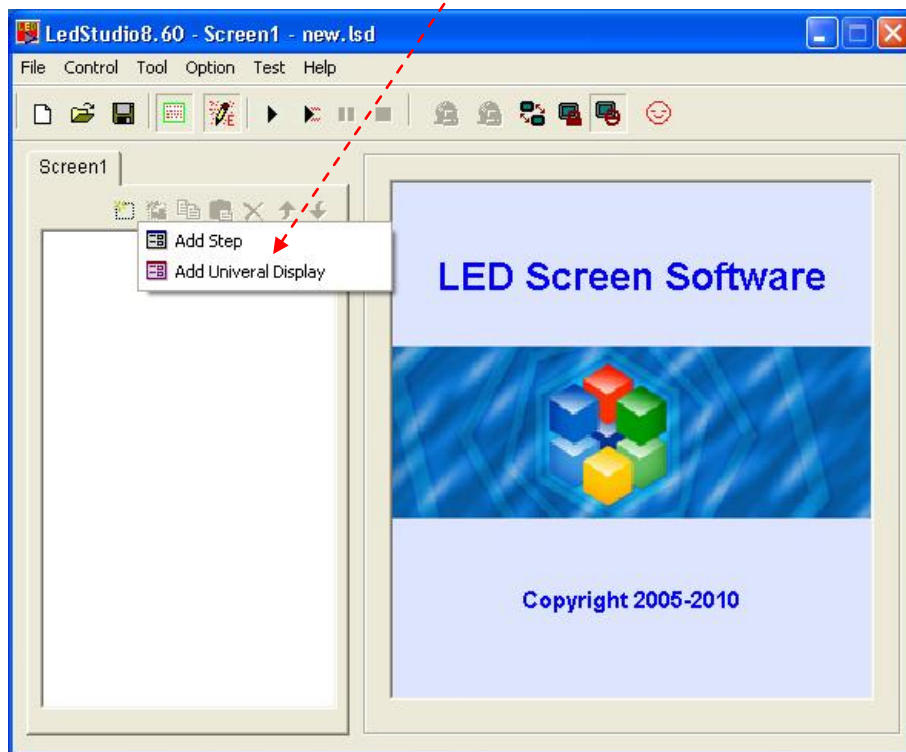 LedStudio8.60 - Screen1 - new.lsd
File Control Tool Option Test Help
Screen1
Add Step
Add Univeral Display
LED Screen Software
Copyright 2005-2010